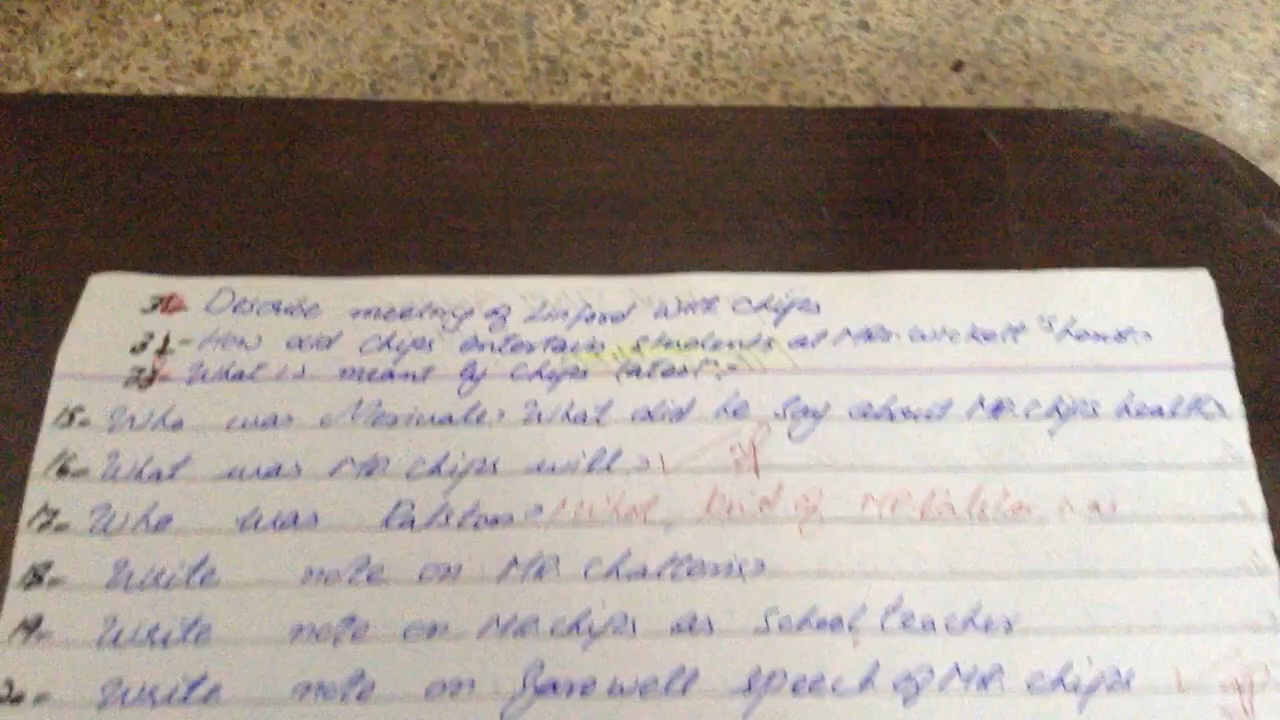 Describe meeting of Linford with Chips
31- How did Chips entertain students at Mrs. Wickett "house>
What is meant by Chips
15- Who was Merivale, What did he say about MR. Chips health
16- What was MR Chips will
17- Who was Ralston? What kind of MR Ralston was
18- Write note on MR Chatteris
19- Write note on MR chips as School teacher
20- Write note on Farewell speech of MR chips